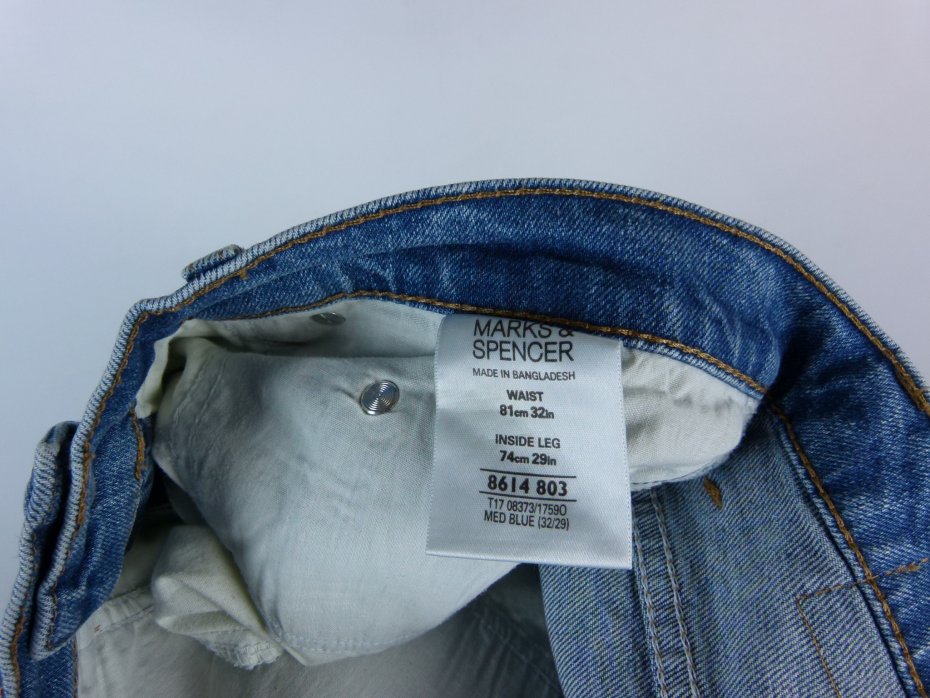 MARKS &
SPENCER
MADE IN BANGLADESH
WAIST
81cm 32in
INSIDE LEG
74cm 29in
8614 803
T17 08373/1759O
MED BLUE (32/29)